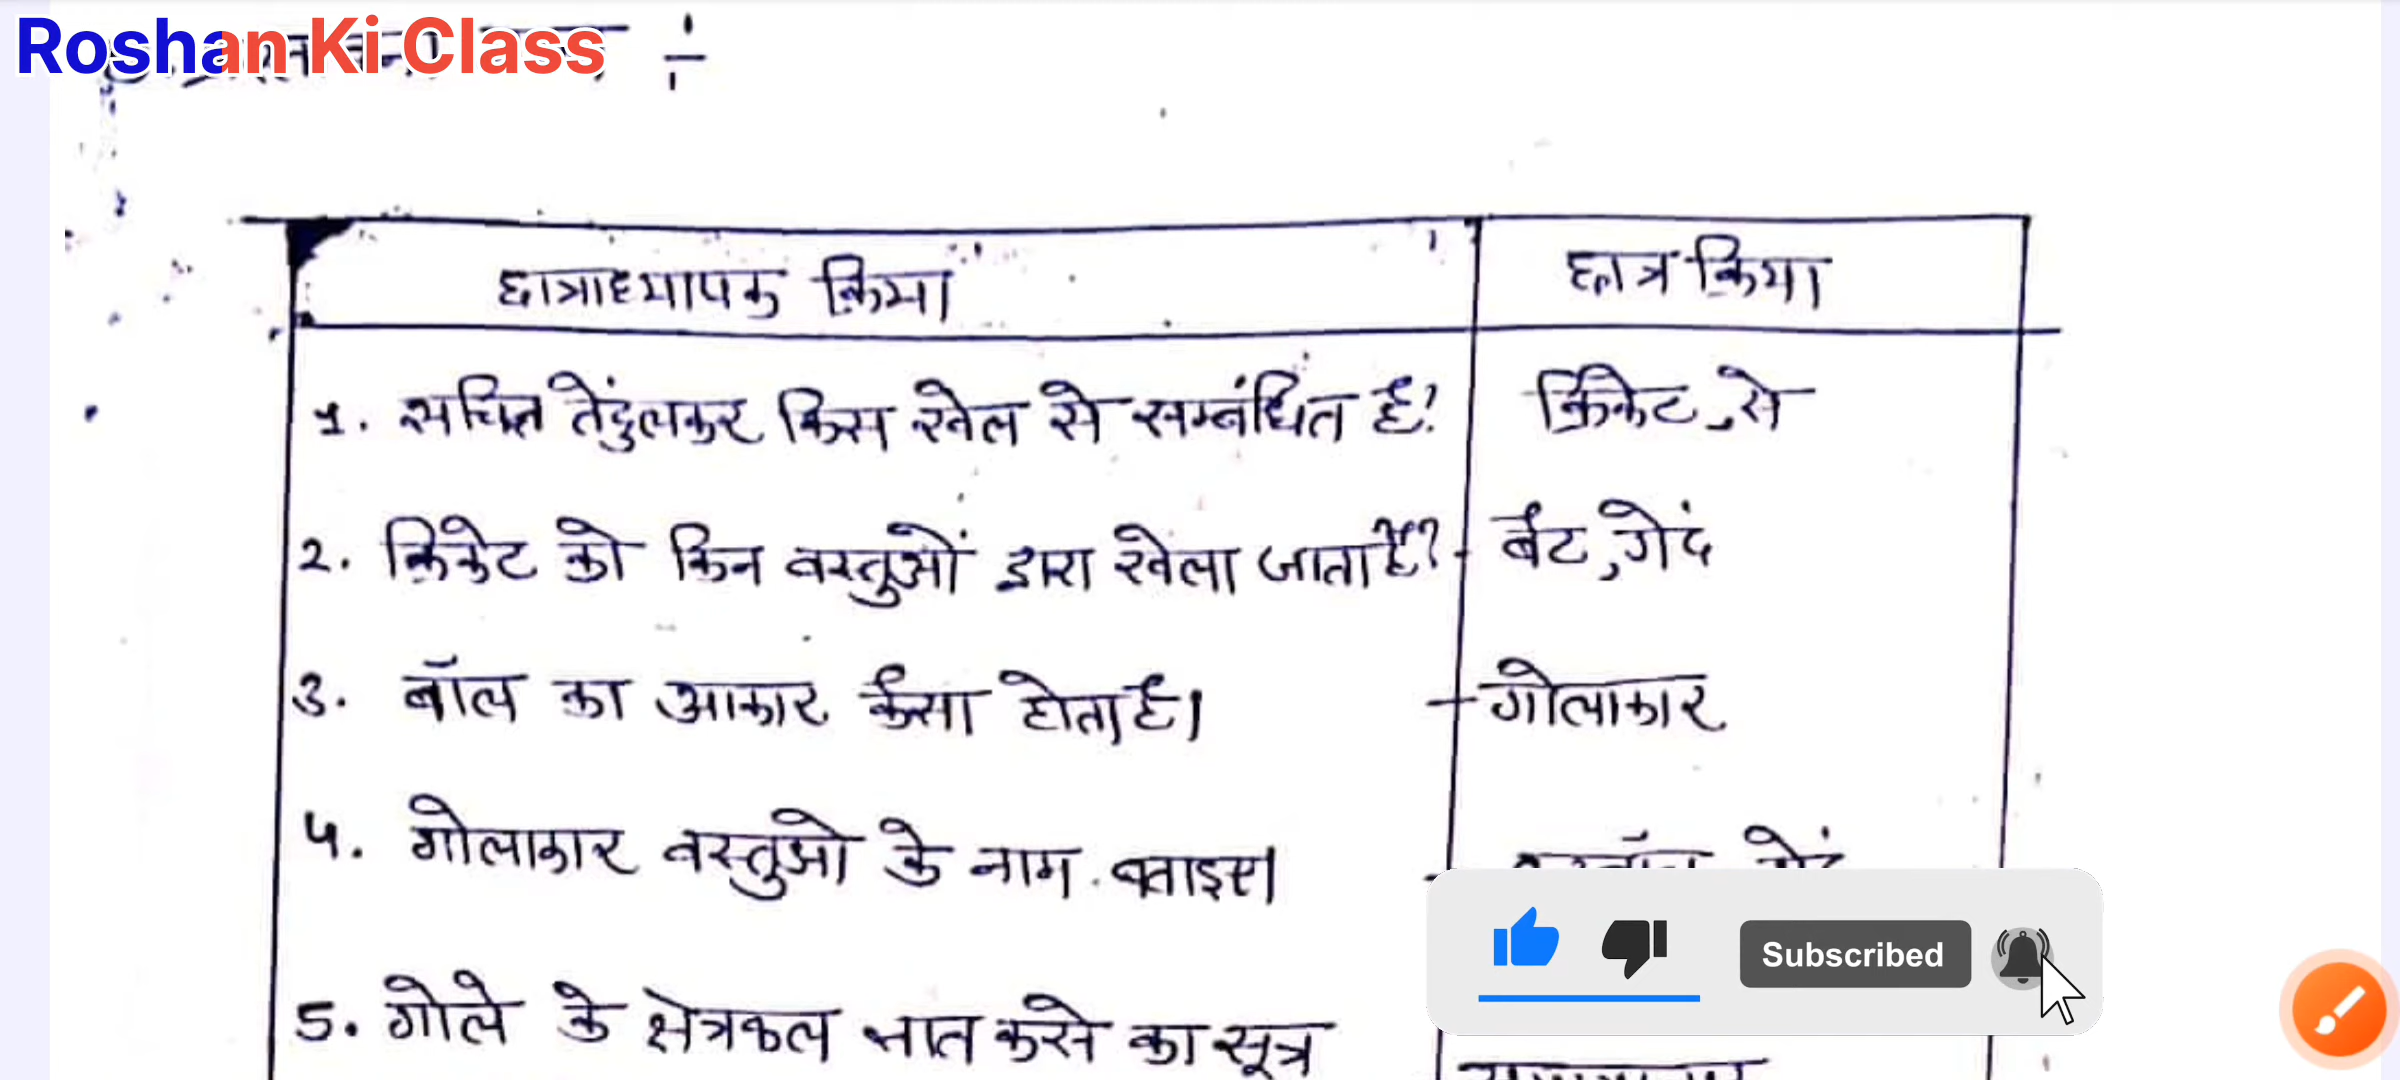 Roshan Ki Class
छात्राध्यापक क्रिया
छात्र क्रिया
1. सचिन तेंदुलकर किस खेल से सम्बंधित है?
क्रिकेट से
2. क्रिकेट को किन वस्तुओं द्वारा खेला जाता है?
बैट, गेदं
3. बॉल का आकार कैसा होता है।
गोलाकार
4. गोलाकार वस्तुओ के नाम बताइए।
5. गोले के क्षेत्रफल का सूत्र
Subscribed